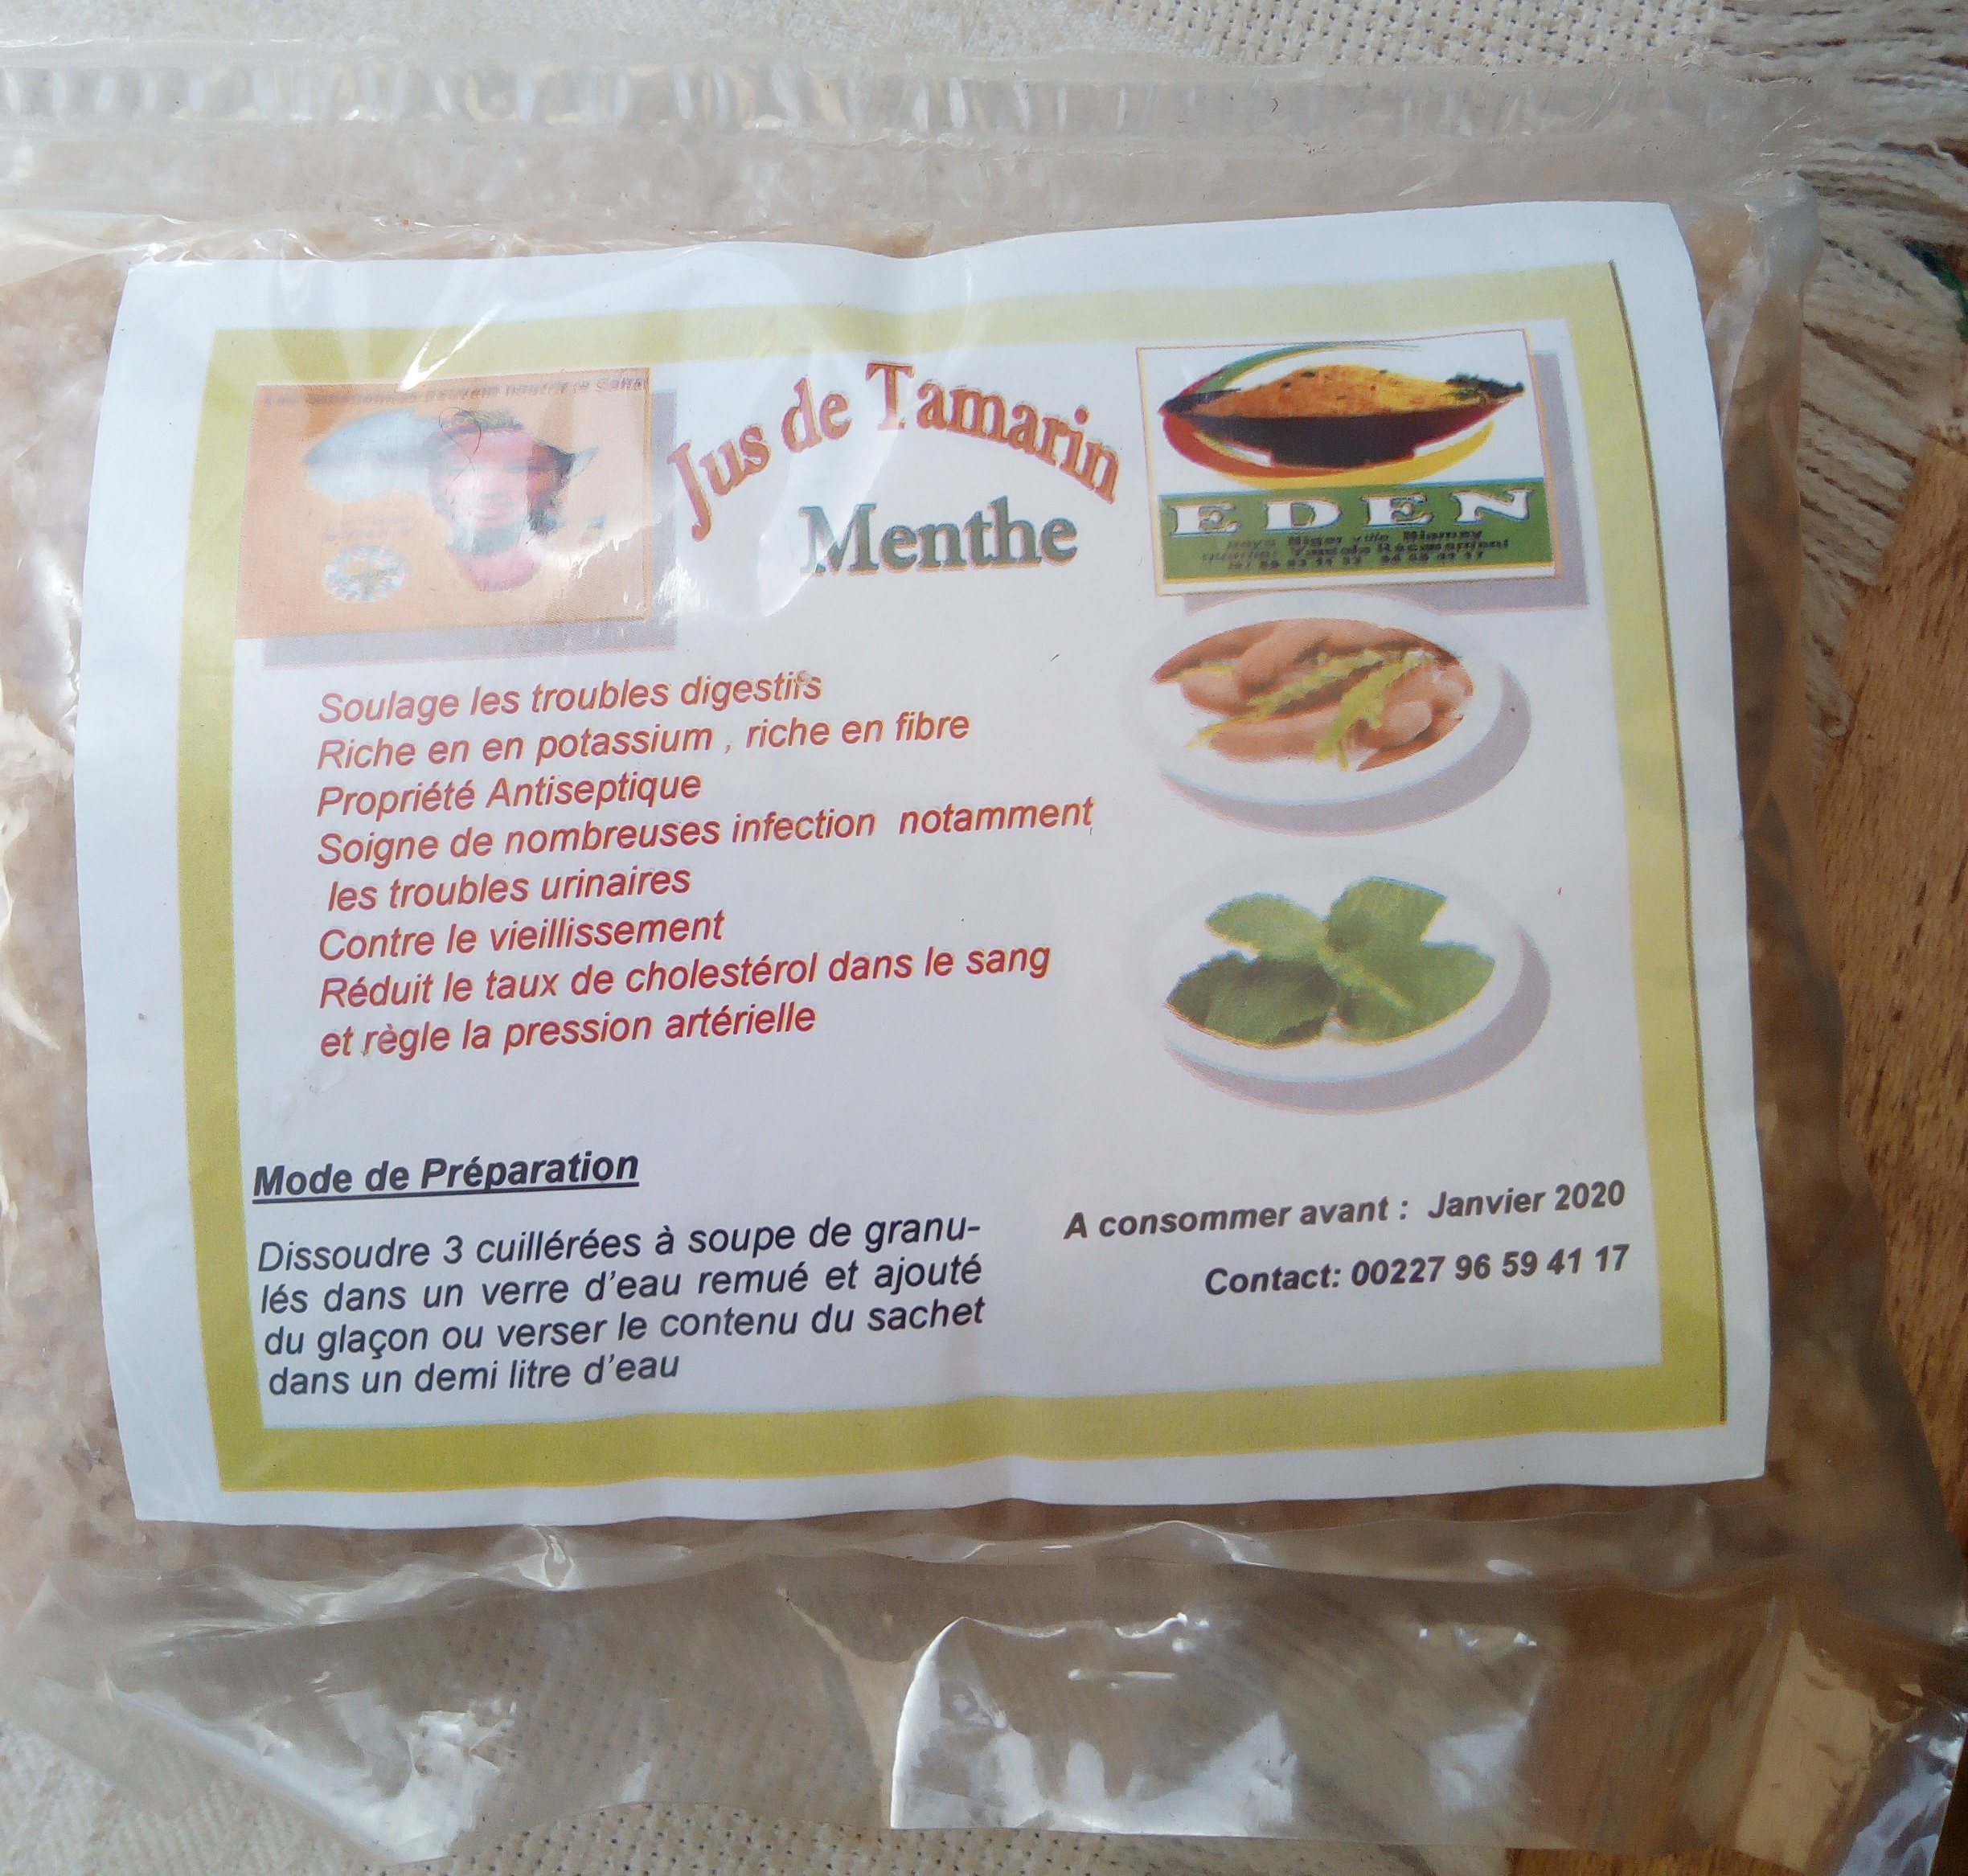 Jus de Tamarin
Menthe
EDEN
pays Niger ville Niamey
Soulage les troubles digestifs
Riche en en potassium , riche en fibre
Propriété Antiseptique
Soigne de nombreuses infection notamment
les troubles urinaires
Contre le vieillissement
Réduit le taux de cholestérol dans le sang
et règle la pression artérielle
Mode de Préparation
Dissoudre 3 cuillérées à soupe de granu-
lés dans un verre d'eau remué et ajouté
du glaçon ou verser le contenu du sachet
dans un demi litre d'eau
A consommer avant : Janvier 2020
Contact: 00227 96 59 41 17